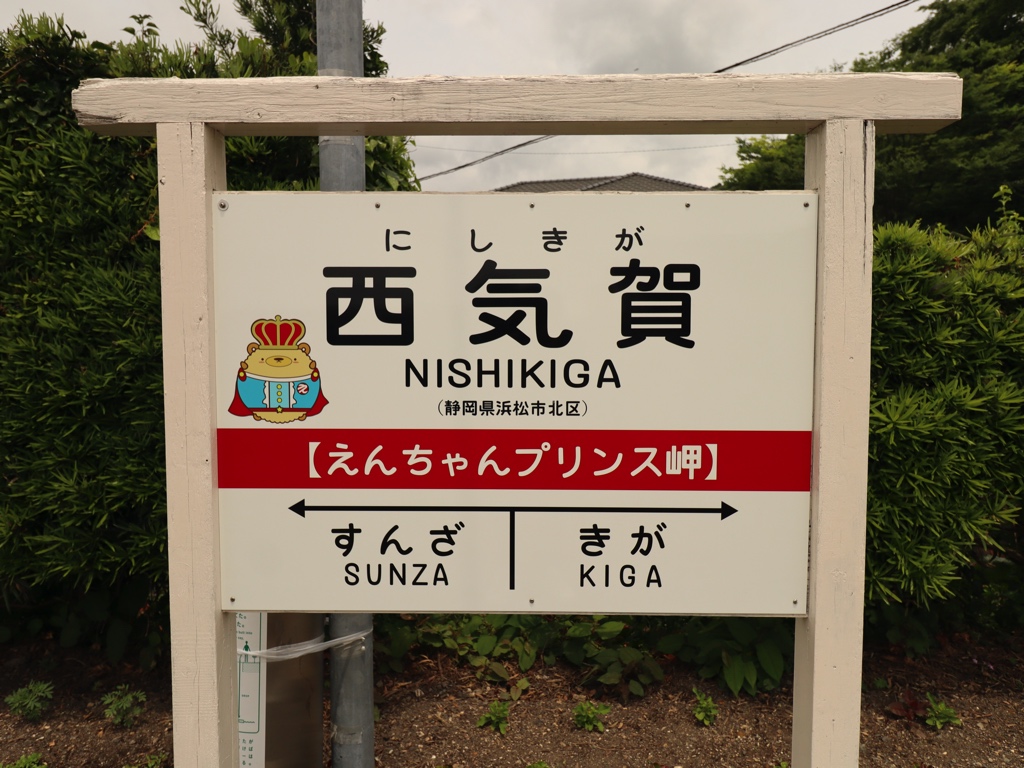 にしきが
西気賀
NISHIKIGA
(静岡県浜松市北区)
【えんちゃんプリンス岬】
すんざ きが
SUNZA KIGA